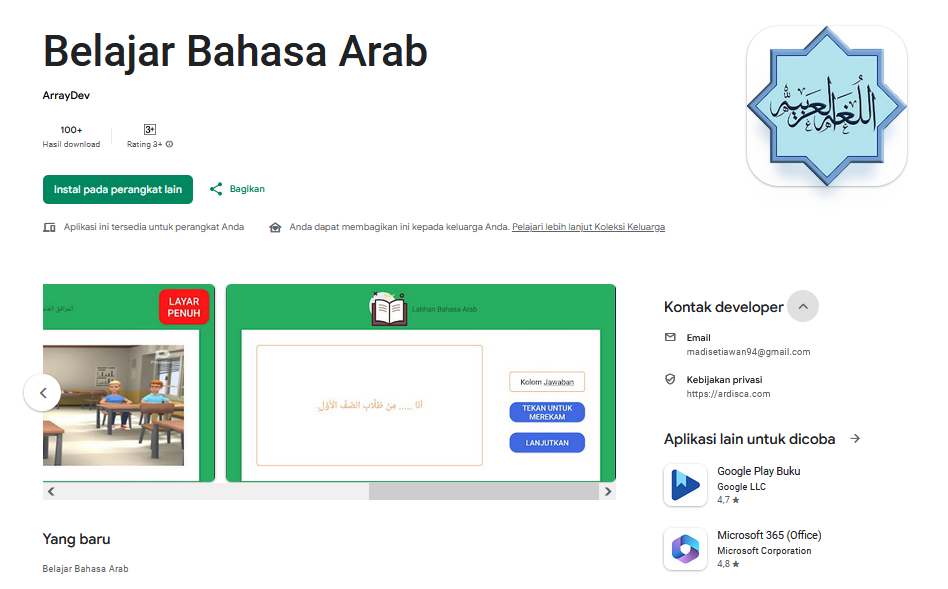 Belajar Bahasa Arab
ArrayDev
100+
Hasil download
3+
Rating 3+
اللغة العربية
Instal pada perangkat lain
Bagikan
Aplikasi ini tersedia untuk perangkat Anda
Anda dapat membagikan ini kepada keluarga Anda. Pelajari lebih lanjut Koleksi Keluarga
LAYAR
PENUH
Latihan Bahasa Arab
Kolom Jawaban
TEKAN UNTUK
MEREKAM
LANJUTKAN
أنَا ..... مِنْ طُلَّابِ الصَّفِّ الأَوَّلِ.
Kontak developer
Email
madisetiawan94@gmail.com
Kebijakan privasi
https://ardisca.com
Aplikasi lain untuk dicoba
Google Play Buku
Google LLC
4,7
Microsoft 365 (Office)
Microsoft Corporation
4,8
Yang baru
Belajar Bahasa Arab